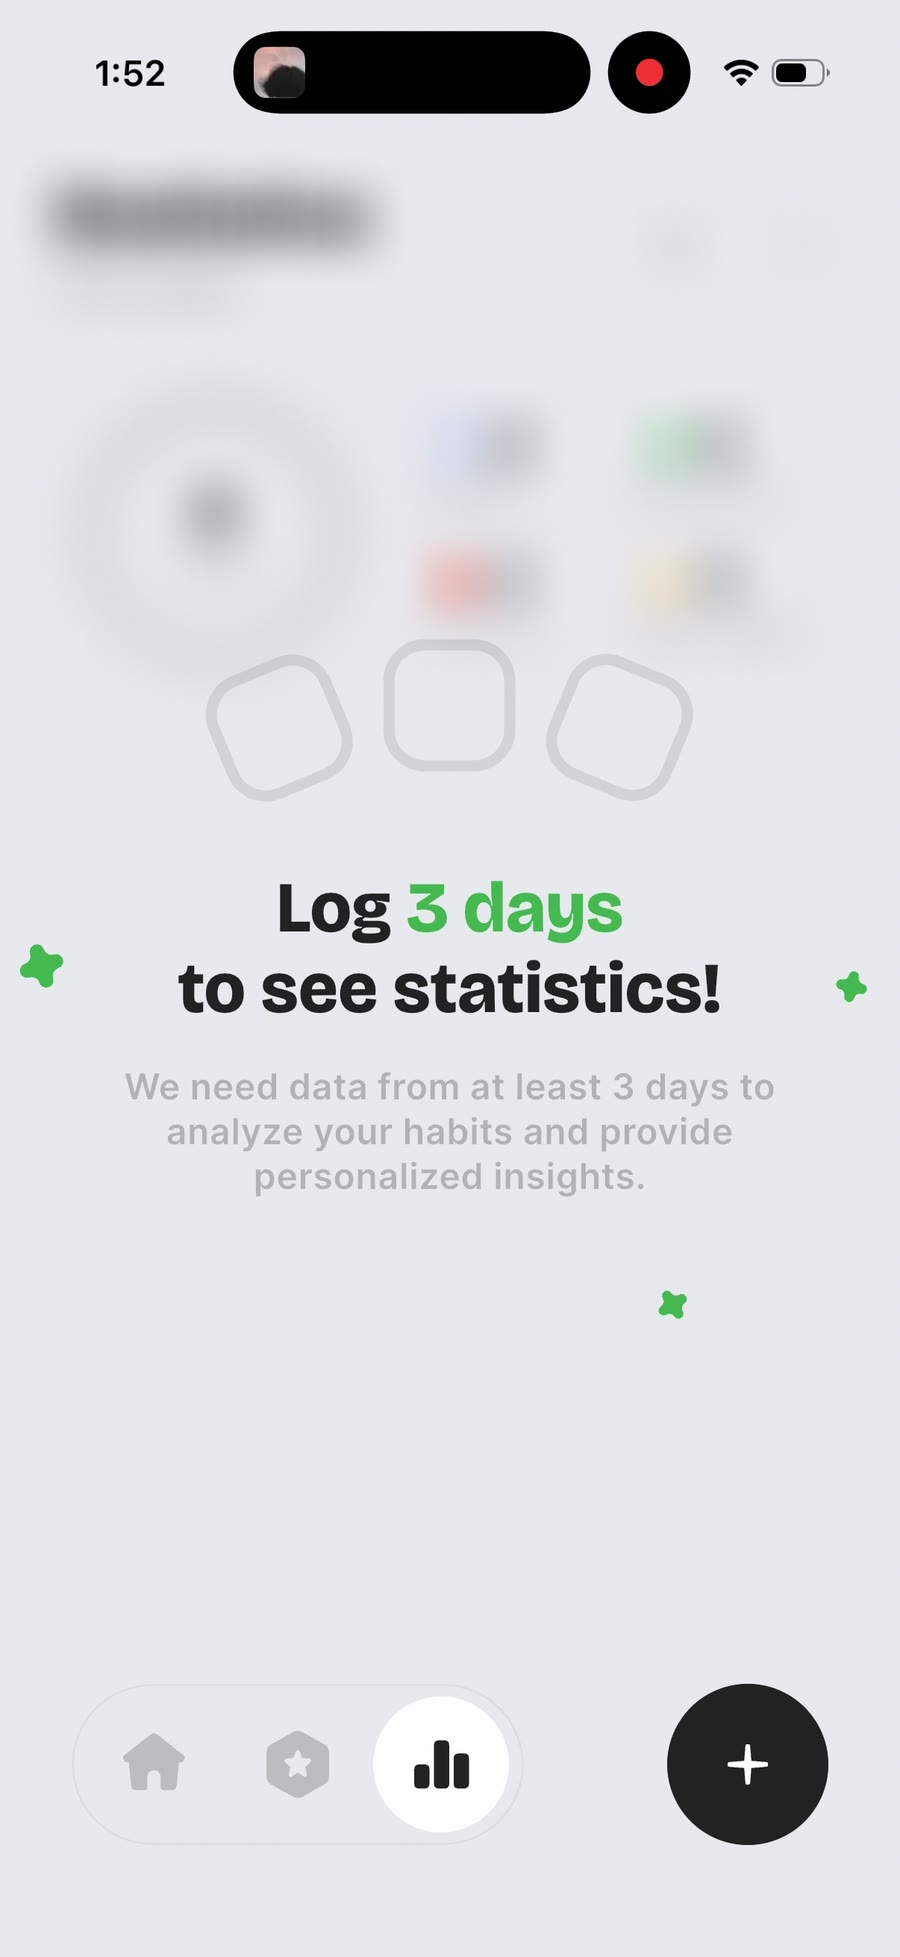 1:52
Log 3 days
to see statistics!
We need data from at least 3 days to
analyze your habits and provide
personalized insights.